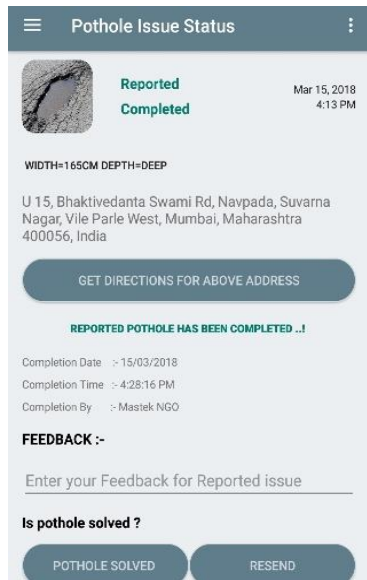 Pothole Issue Status
Reported
Completed
Mar 15, 2018
4:13 PM
WIDTH=165CM DEPTH=DEEP
U 15, Bhaktivedanta Swami Rd, Navpada, Suvarna
Nagar, Vile Parle West, Mumbai, Maharashtra
400056, India
GET DIRECTIONS FOR ABOVE ADDRESS
REPORTED POTHOLE HAS BEEN COMPLETED ..!
Completion Date :- 15/03/2018
Completion Time :- 4:28:16 PM
Completion By :- Mastek NGO
FEEDBACK :-
Enter your Feedback for Reported issue
Is pothole solved ?
POTHOLE SOLVED
RESEND